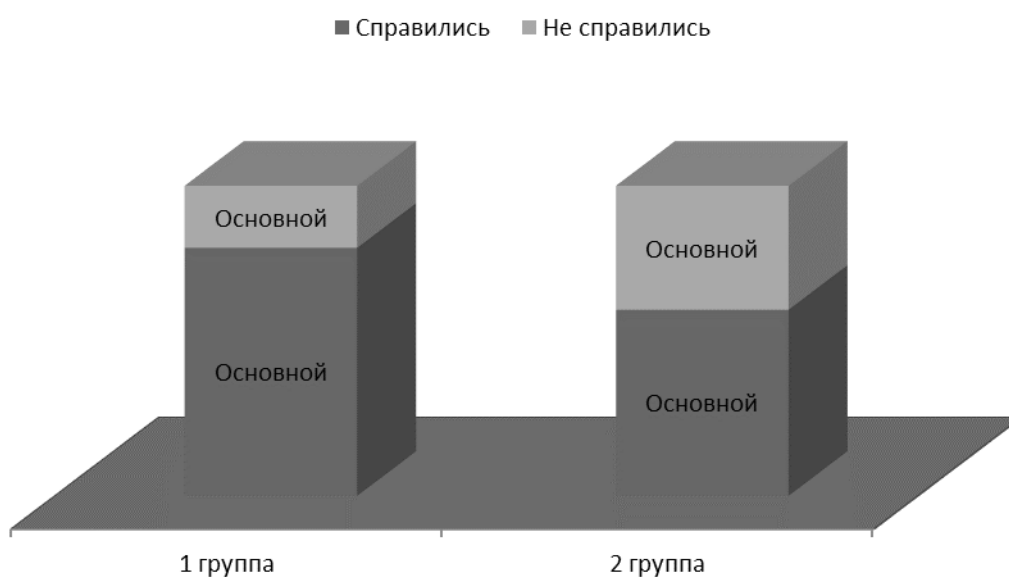 Справились Не справились
Основной
Основной
Основной
Основной
1 группа 2 группа